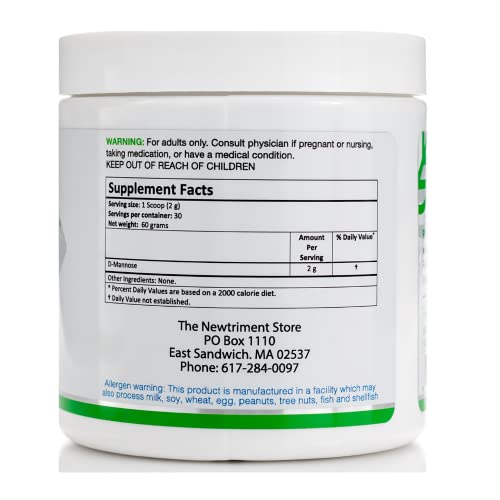 WARNING: For adults only. Consult physician if pregnant or nursing,
taking medication, or have a medical condition.
KEEP OUT OF REACH OF CHILDREN
Supplement Facts
Serving size: 1 Scoop (2 g)
Servings per container: 30
Net weight: 60 grams
Amount Per Serving
% Daily Value*
D-Mannose 2 g †
Other Ingredients: None.
* Percent Daily Values are based on a 2000 calorie diet.
† Daily Value not established.
The Newtriment Store
PO Box 1110
East Sandwich. MA 02537
Phone: 617-284-0097
Allergen warning: This product is manufactured in a facility which may
also process milk, soy, wheat, egg, peanuts, tree nuts, fish and shellfish